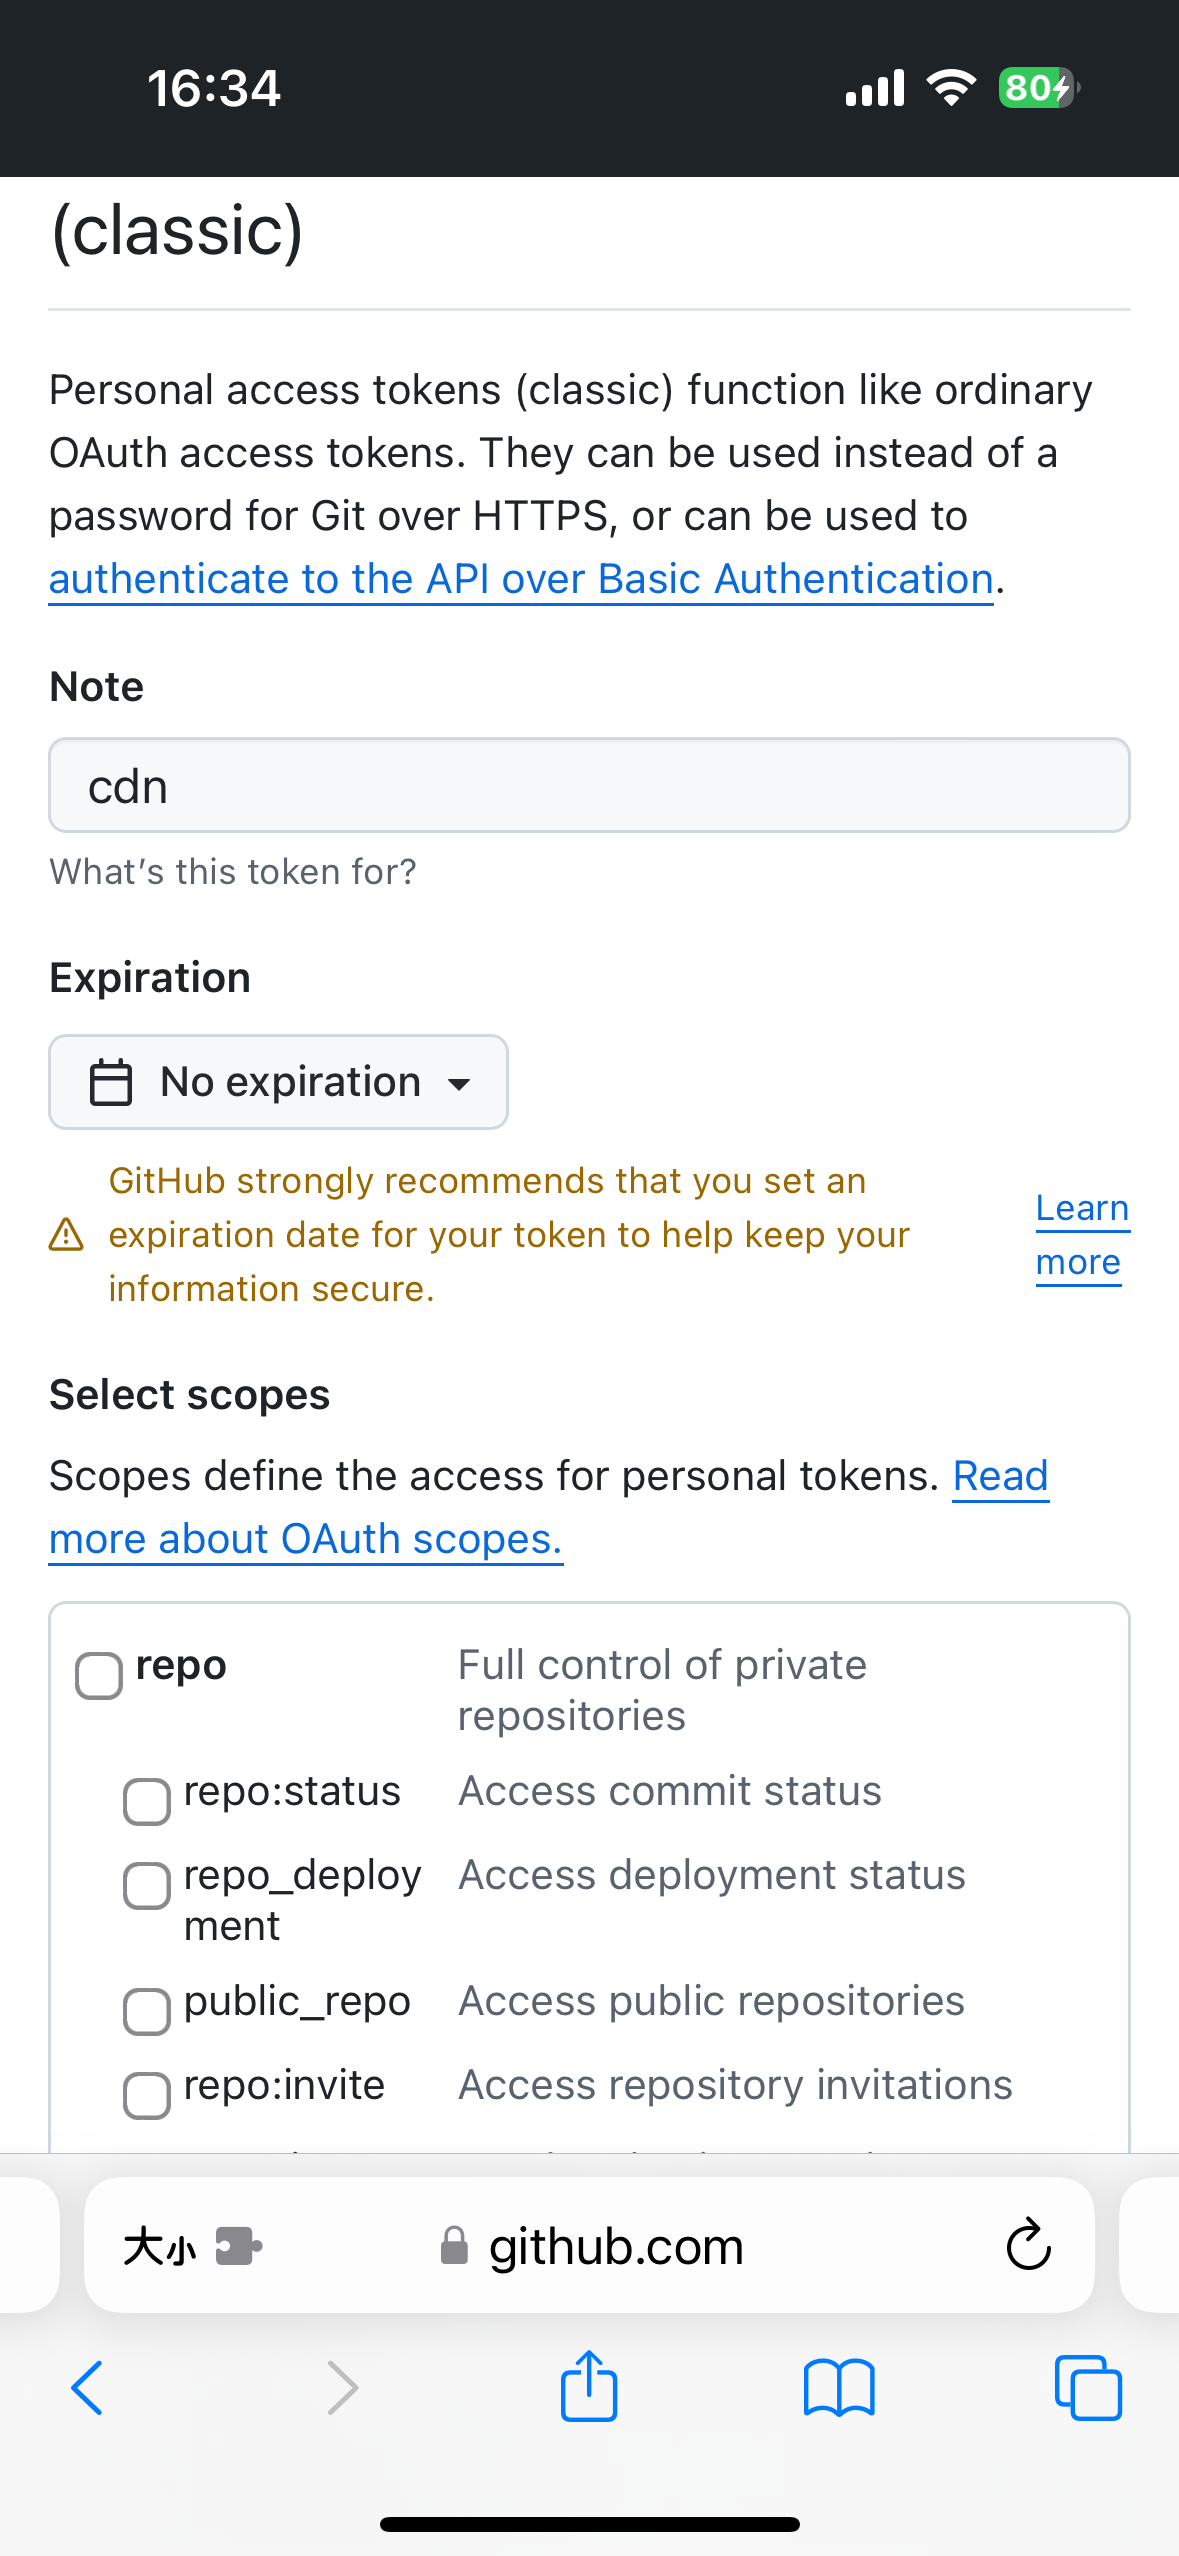 16:34
80
(classic)
Personal access tokens (classic) function like ordinary
OAuth access tokens. They can be used instead of a
password for Git over HTTPS, or can be used to
authenticate to the API over Basic Authentication.
Note
cdn
What's this token for?
Expiration
No expiration
GitHub strongly recommends that you set an
expiration date for your token to help keep your
information secure.
Learn
more
Select scopes
Scopes define the access for personal tokens. Read
more about OAuth scopes.
repo
Full control of private
repositories
repo:status
Access commit status
repo_deploy
ment
Access deployment status
public_repo
Access public repositories
repo:invite
Access repository invitations
大小
github.com